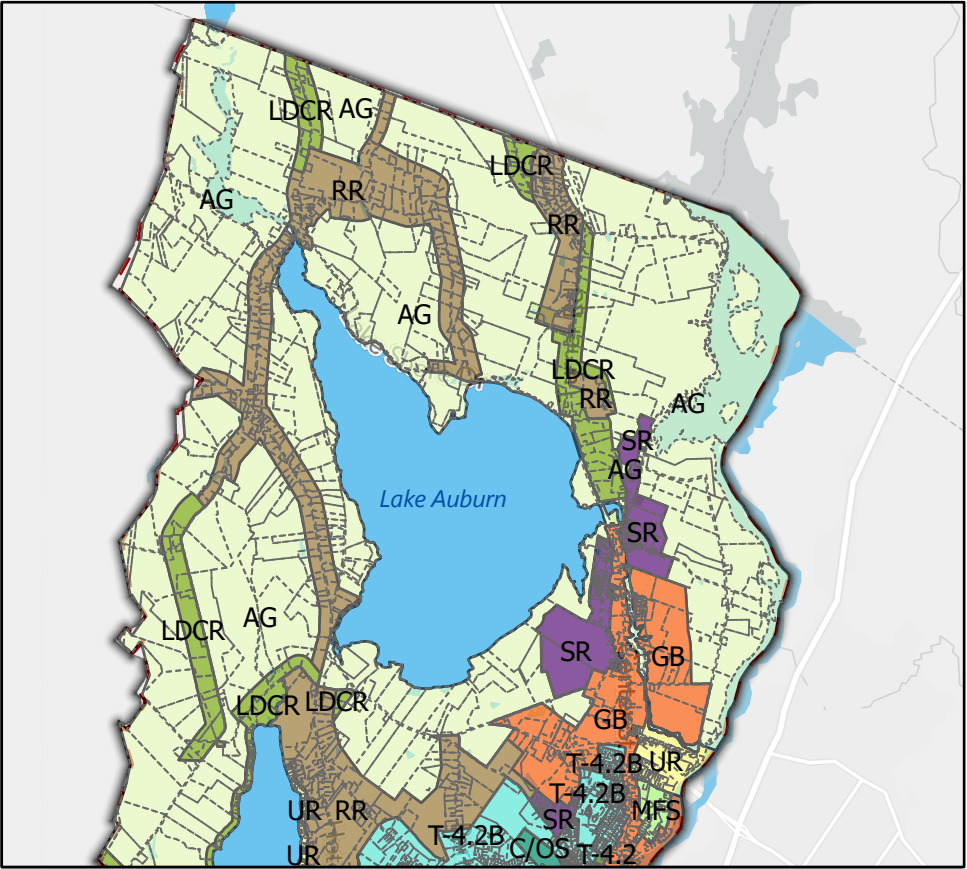 LDCR AG
LDCR
RR
AG
RR
AG
LDCR
RR
AG
SR
AG
Lake Auburn
SR
AG
LDCR
SR
GB
LDCR
LDCR
GB
T-4.2B
UR
T-4.2B
UR
RR
MFS
SR
T-4.2B
C/OS
T-4.2
UR